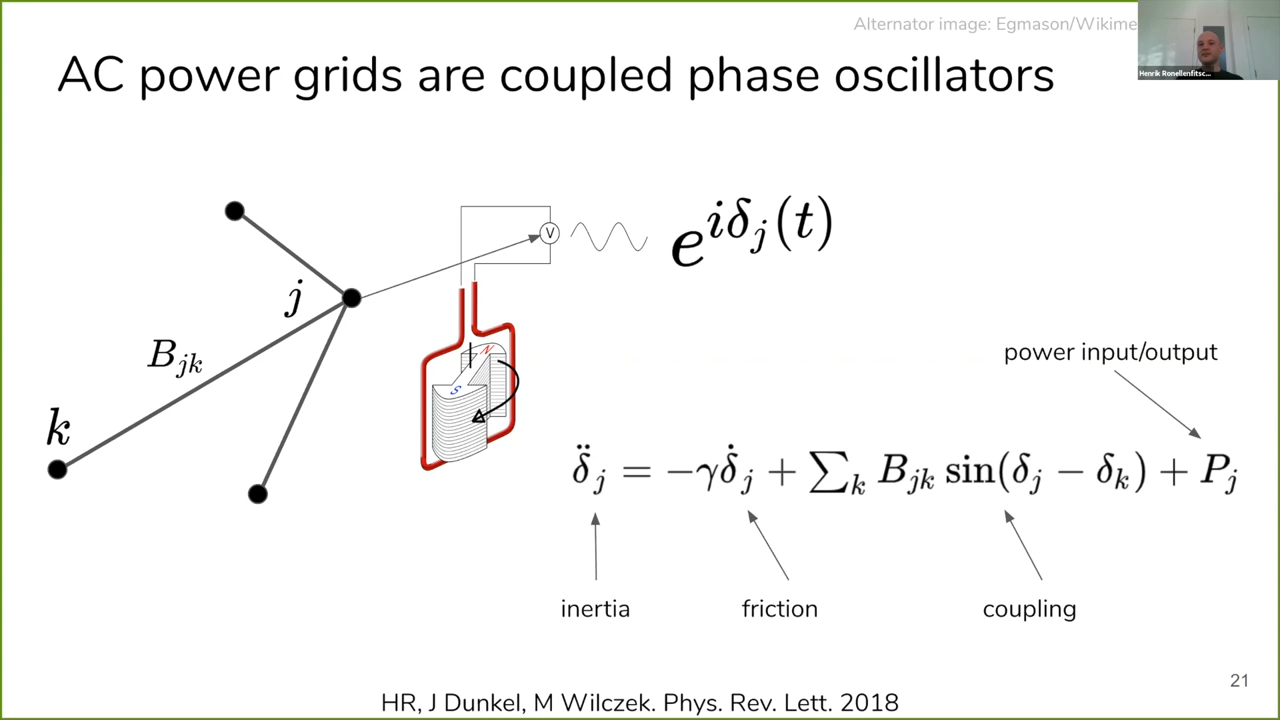 Alternator image: Egmason/Wikime
Henrik Ronellenfitsc...
AC power grids are coupled phase oscillators
V
e^{iδ_j(t)}
j
B_{jk}
k
N
S
power input/output
δ̈_j = −γδ̇_j + ∑_k B_{jk} sin(δ_j − δ_k) + P_j
inertia
friction
coupling
21
HR, J Dunkel, M Wilczek. Phys. Rev. Lett. 2018